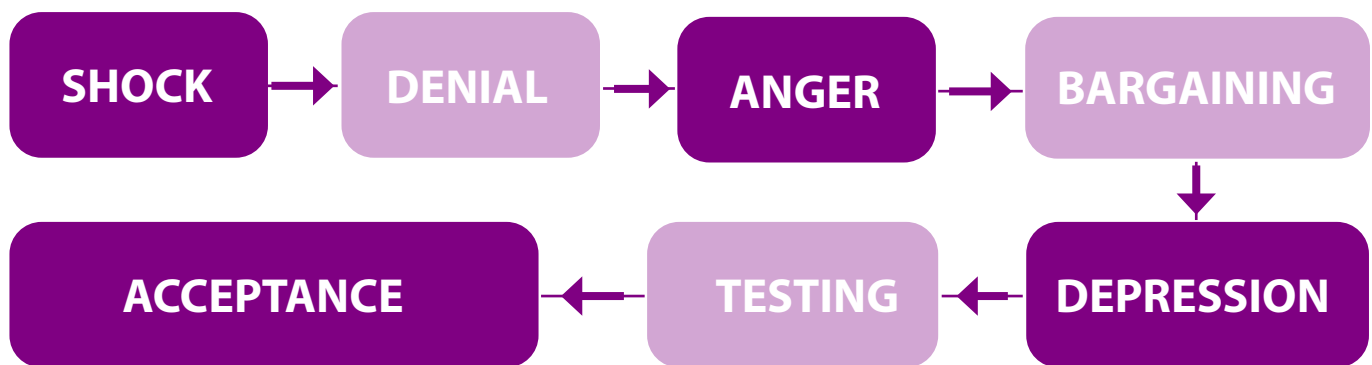 SHOCK
DENIAL
ANGER
BARGAINING
DEPRESSION
TESTING
ACCEPTANCE